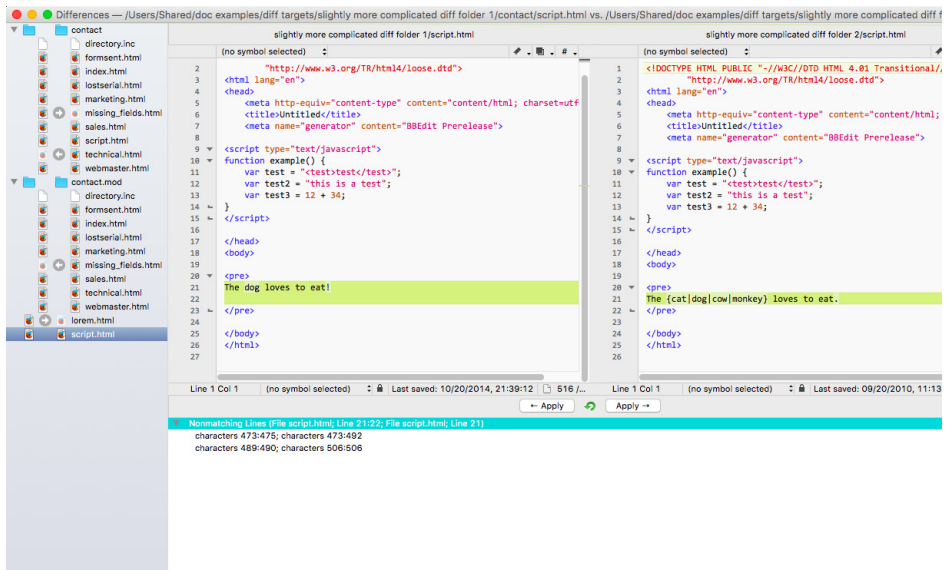 Differences — /Users/Shared/doc examples/diff targets/slightly more complicated diff folder 1/contact/script.html vs. /Users/Shared/doc examples/diff targets/slightly more complicated diff f
contact
directory.inc
formsent.html
index.html
lostserial.html
marketing.html
missing_fields.html
sales.html
script.html
technical.html
webmaster.html
contact.mod
directory.inc
formsent.html
index.html
lostserial.html
marketing.html
missing_fields.html
sales.html
technical.html
webmaster.html
lorem.html
script.html
slightly more complicated diff folder 1/script.html
(no symbol selected) #
2 "http://www.w3.org/TR/html4/loose.dtd">
3 <html lang="en">
4 <head>
5 <meta http-equiv="content-type" content="content/html; charset=utf
6 <title>Untitled</title>
7 <meta name="generator" content="BBEdit Prerelease">
8
9 <script type="text/javascript">
10 function example() {
11 var test = "<test>test</test>";
12 var test2 = "this is a test";
13 var test3 = 12 + 34;
14 }
15 </script>
16
17 </head>
18 <body>
19
20 <pre>
21 The dog loves to eat!
22
23 </pre>
24
25 </body>
26 </html>
27
Line 1 Col 1 (no symbol selected) Last saved: 10/20/2014, 21:39:12 516 /...
slightly more complicated diff folder 2/script.html
(no symbol selected)
1 <!DOCTYPE HTML PUBLIC "-//W3C//DTD HTML 4.01 Transitional/
2 "http://www.w3.org/TR/html4/loose.dtd">
3 <html lang="en">
4 <head>
5 <meta http-equiv="content-type" content="content/html;
6 <title>Untitled</title>
7 <meta name="generator" content="BBEdit Prerelease">
8
9 <script type="text/javascript">
10 function example() {
11 var test = "<test>test</test>";
12 var test2 = "this is a test";
13 var test3 = 12 + 34;
14 }
15 </script>
16
17 </head>
18 <body>
19
20 <pre>
21 The {cat|dog|cow|monkey} loves to eat.
22 </pre>
23
24 </body>
25 </html>
26
Line 1 Col 1 (no symbol selected) Last saved: 09/20/2010, 11:13
← Apply Apply →
Nonmatching Lines (File script.html; Line 21:22; File script.html; Line 21)
characters 473:475; characters 473:492
characters 489:490; characters 506:506